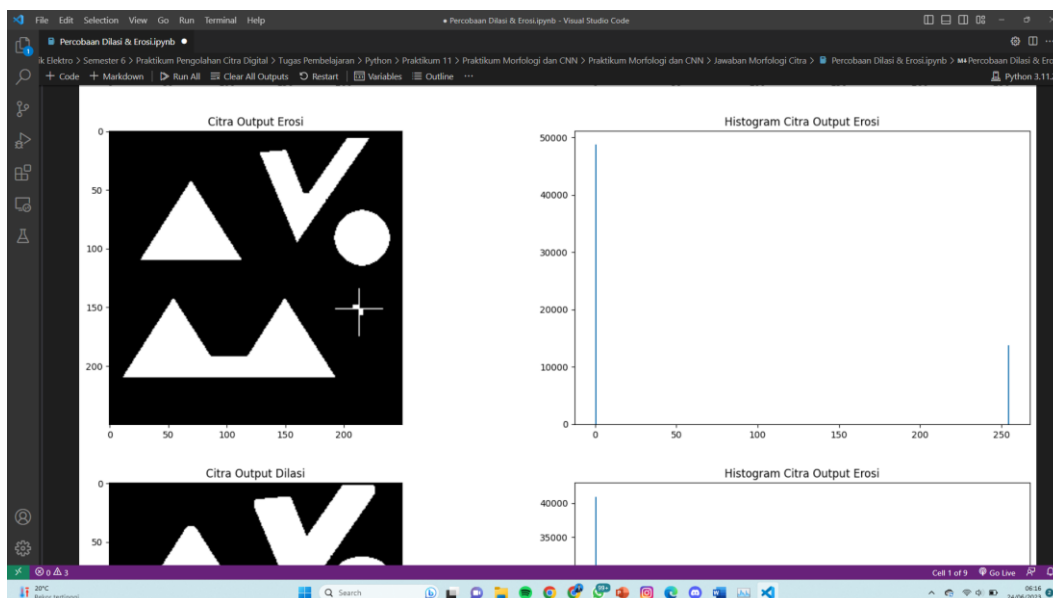 File Edit Selection View Go Run Terminal Help
● Percobaan Dilasi & Erosi.ipynb - Visual Studio Code
Percobaan Dilasi & Erosi.ipynb ●
ik Elektro > Semester 6 > Praktikum Pengolahan Citra Digital > Tugas Pembelajaran > Python > Praktikum 11 > Praktikum Morfologi dan CNN > Praktikum Morfologi dan CNN > Jawaban Morfologi Citra > Percobaan Dilasi & Erosi.ipynb > M↓Percobaan Dilasi & Ero
+ Code + Markdown | Run All Clear All Outputs Restart | Variables Outline ···
Python 3.11.
Citra Output Erosi
0
50
100
150
200
0 50 100 150 200
Histogram Citra Output Erosi
50000
40000
30000
20000
10000
0
0 50 100 150 200 250
Citra Output Dilasi
0
50
Histogram Citra Output Erosi
40000
35000
0 3
Cell 1 of 9 Go Live
20°C
Search
99+
06:16
24/06/2023